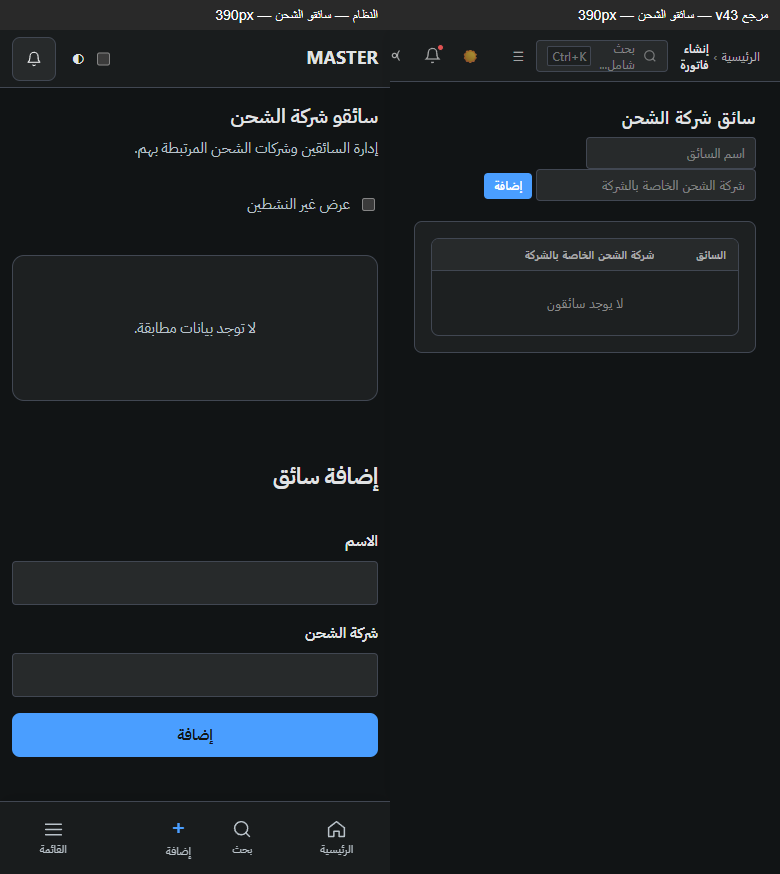 مرجع v43 — سائقو الشحن — 390px
الرئيسية › إنشاء فاتورة
بحث شامل... Ctrl+K
سائق شركة الشحن
اسم السائق
شركة الشحن الخاصة بالشركة
إضافة
السائق شركة الشحن الخاصة بالشركة
لا يوجد سائقون
النظام — سائقو الشحن — 390px
MASTER
سائقو شركة الشحن
إدارة السائقين وشركات الشحن المرتبطة بهم.
عرض غير النشطين
لا توجد بيانات مطابقة.
إضافة سائق
الاسم
شركة الشحن
إضافة
الرئيسية
بحث
إضافة
القائمة